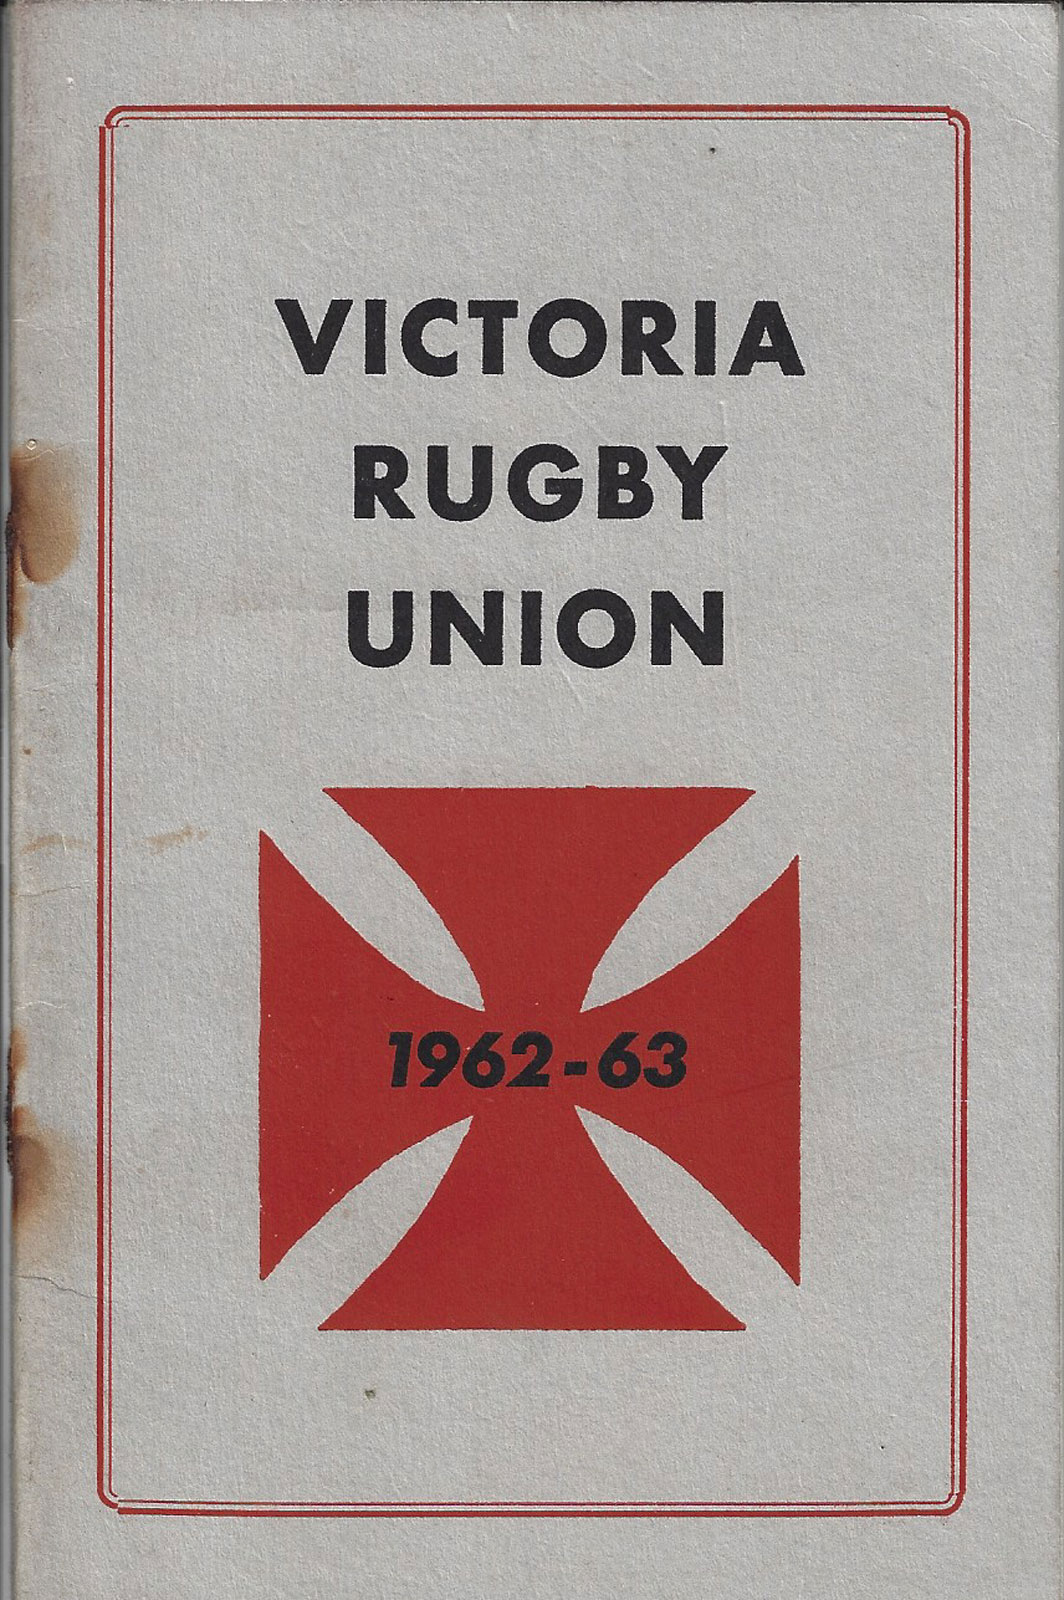 VICTORIA
RUGBY
UNION
1962-63